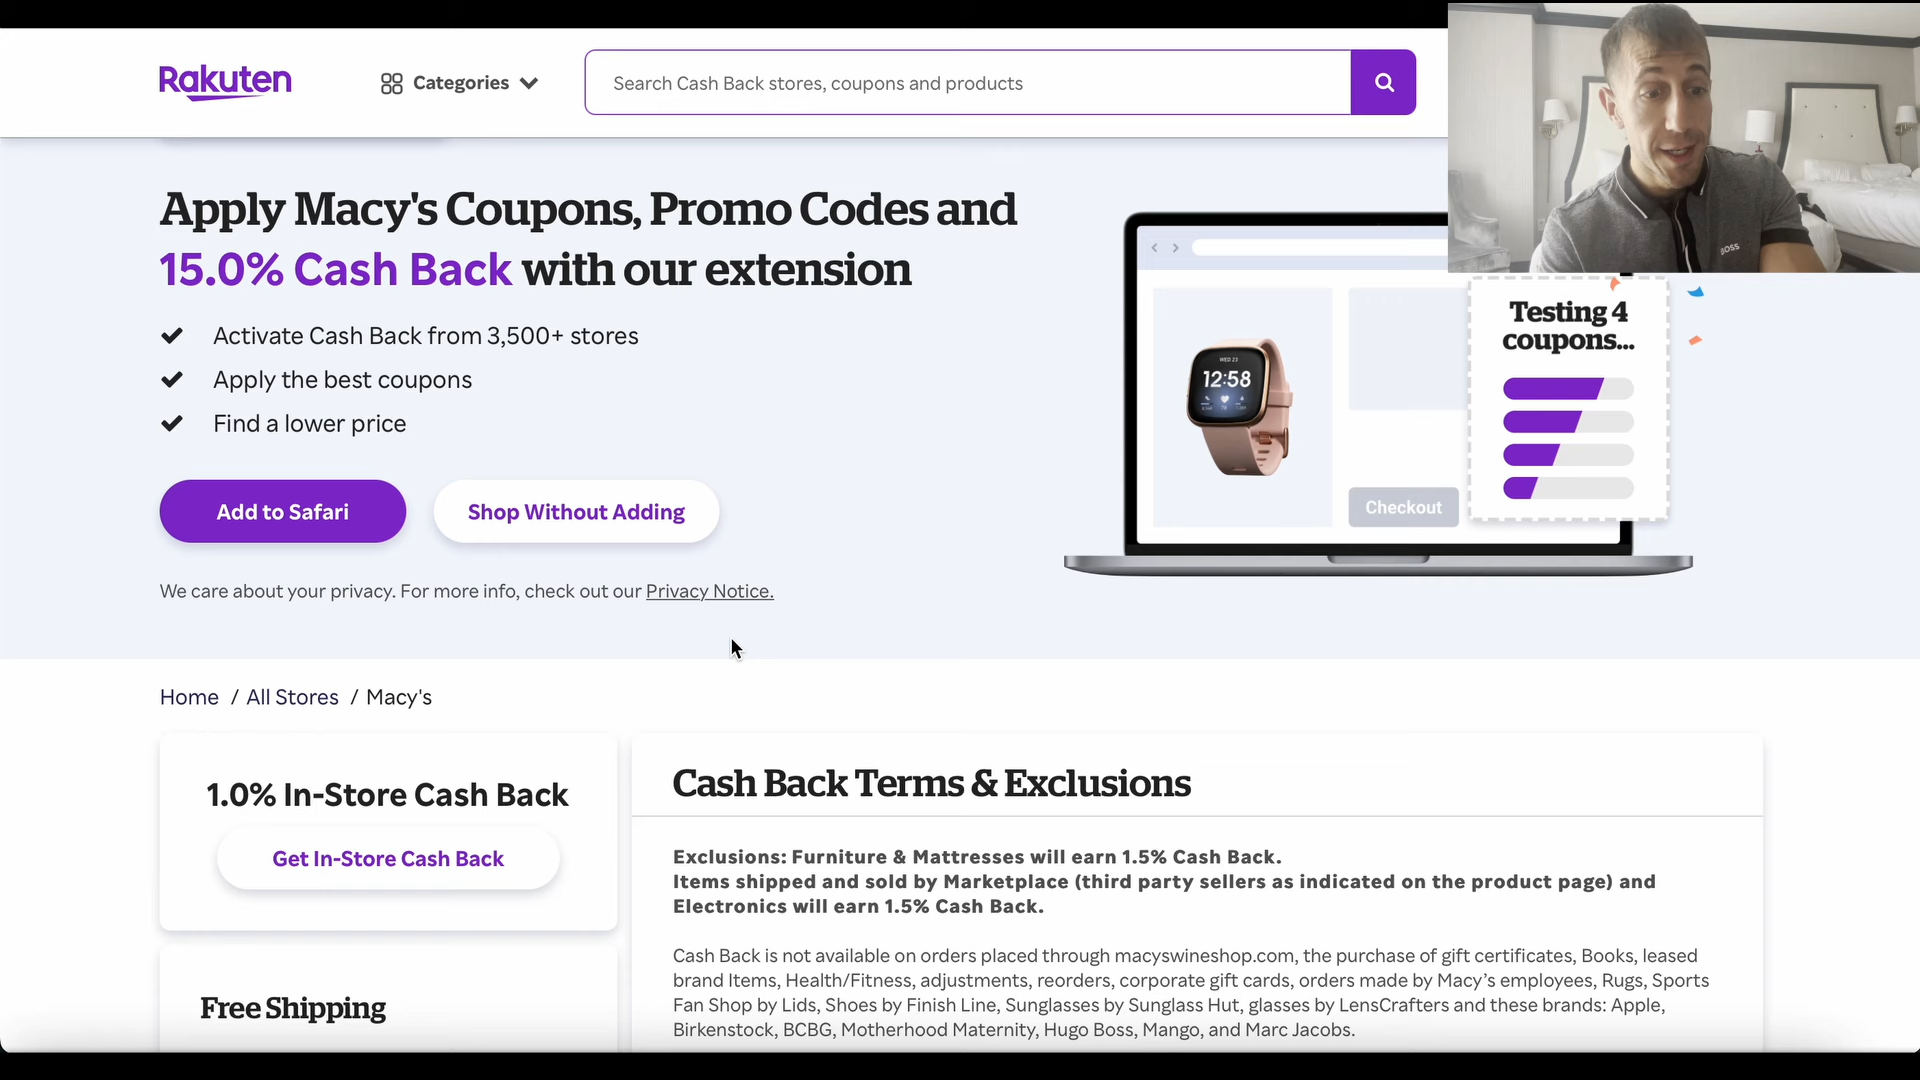 Rakuten
Categories
Search Cash Back stores, coupons and products
Apply Macy's Coupons, Promo Codes and
15.0% Cash Back with our extension
Activate Cash Back from 3,500+ stores
Apply the best coupons
Find a lower price
Add to Safari
Shop Without Adding
We care about your privacy. For more info, check out our Privacy Notice.
BOSS
WED 23
12:58
Testing 4
coupons...
Checkout
Home / All Stores / Macy's
1.0% In-Store Cash Back
Get In-Store Cash Back
Free Shipping
Cash Back Terms & Exclusions
Exclusions: Furniture & Mattresses will earn 1.5% Cash Back.
Items shipped and sold by Marketplace (third party sellers as indicated on the product page) and
Electronics will earn 1.5% Cash Back.
Cash Back is not available on orders placed through macyswineshop.com, the purchase of gift certificates, Books, leased
brand Items, Health/Fitness, adjustments, reorders, corporate gift cards, orders made by Macy’s employees, Rugs, Sports
Fan Shop by Lids, Shoes by Finish Line, Sunglasses by Sunglass Hut, glasses by LensCrafters and these brands: Apple,
Birkenstock, BCBG, Motherhood Maternity, Hugo Boss, Mango, and Marc Jacobs.